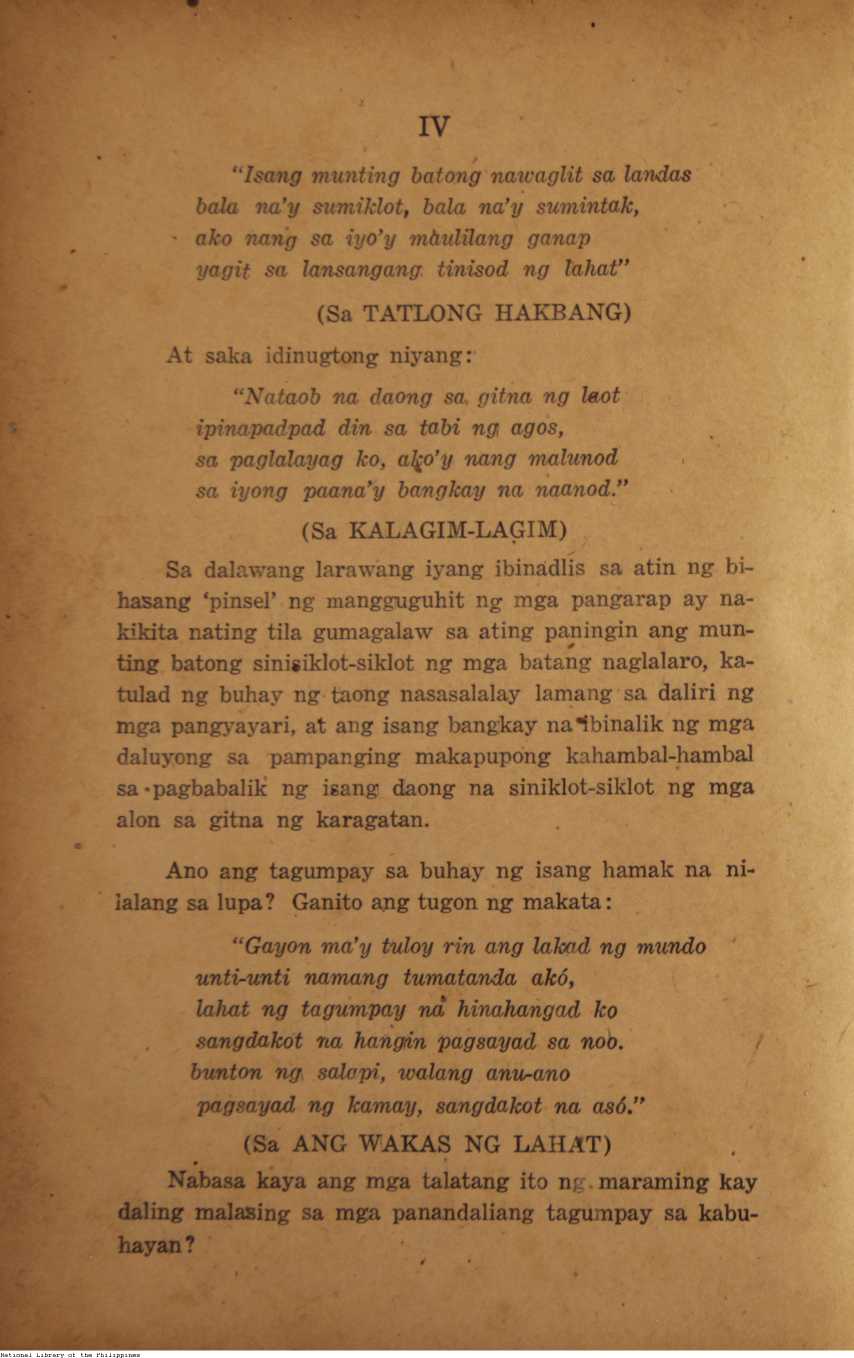 IV
“Isang munting batong nawaglit sa landas
bala na’y sumiklot, bala na’y sumintak,
ako nang sa iyo’y maulilang ganap
yagit sa lansangang tinisod ng lahat”
(Sa TATLONG HAKBANG)
At saka idinugtong niyang:
“Nataob na daong sa gitna ng laot
ipinapadpad din sa tabi ng agos,
sa paglalayag ko, ako’y nang malunod
sa iyong paana’y bangkay na naanod.”
(Sa KALAGIM-LAGIM)
Sa dalawang larawang iyang ibinadlis sa atin ng bi-
hasang ‘pinsel’ ng mangguguhit ng mga pangarap ay na-
kikita nating tila gumagalaw sa ating paningin ang mun-
ting batong sinisiklot-siklot ng mga batang naglalaro, ka-
tulad ng buhay ng taong nasasalalay lamang sa daliri ng
mga pangyayari, at ang isang bangkay na ibinalik ng mga
daluyong sa pampanging makapupong kahambal-hambal
sa pagbabalik ng isang daong na siniklot-siklot ng mga
alon sa gitna ng karagatan.
Ano ang tagumpay sa buhay ng isang hamak na ni-
lalang sa lupa? Ganito ang tugon ng makata:
“Gayon ma’y tuloy rin ang lakad ng mundo
unti-unti namang tumatanda akó,
lahat ng tagumpay na hinahangad ko
sangdakot na hangin pagsayad sa noo.
bunton ng salapi, walang anu-ano
pagsayad ng kamay, sangdakot na asó.”
(Sa ANG WAKAS NG LAHAT)
Nabasa kaya ang mga talatang ito ng maraming kay
daling malasing sa mga panandaliang tagumpay sa kabu-
hayan?
National Library of the Philippines